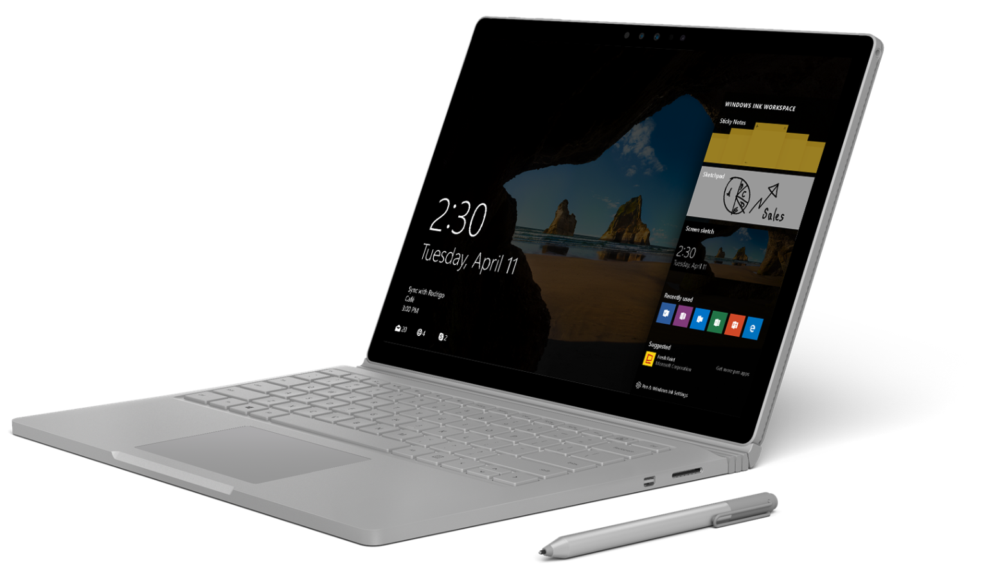 2:30
Tuesday, April 11
Sync with Rodrigo
Café
3:00 PM
20
4
2
WINDOWS INK WORKSPACE
Sticky Notes
Sketchpad
Sales
Screen sketch
2:30
Tuesday, April 11
Recently used
Suggested
Fresh Paint
Microsoft Corporation
Get more pen apps
Pen & Windows Ink Settings